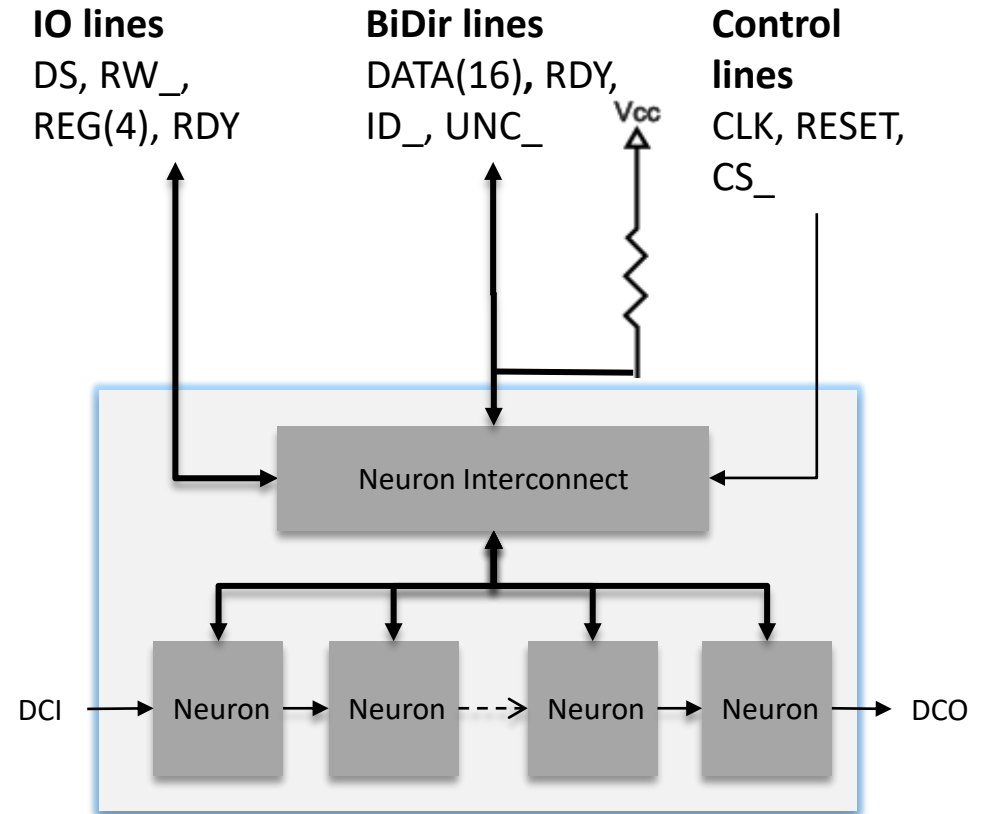 IO lines
DS, RW_,
REG(4), RDY
BiDir lines
DATA(16), RDY,
ID_, UNC_
Vcc
Control
lines
CLK, RESET,
CS_
Neuron Interconnect
DCI
Neuron
Neuron
Neuron
Neuron
DCO